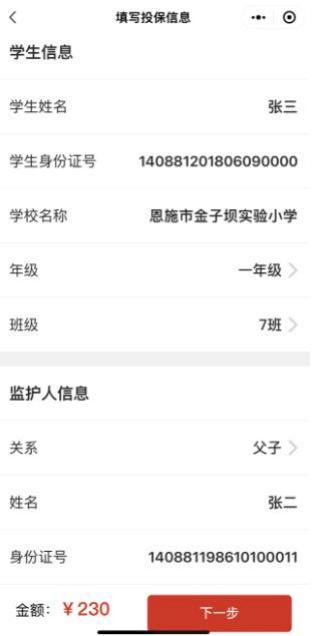 填写投保信息
学生信息
学生姓名 张三
学生身份证号 140881201806090000
学校名称 恩施市金子坝实验小学
年级 一年级
班级 7班
监护人信息
关系 父子
姓名 张二
身份证号 140881198610100011
金额：￥230 下一步